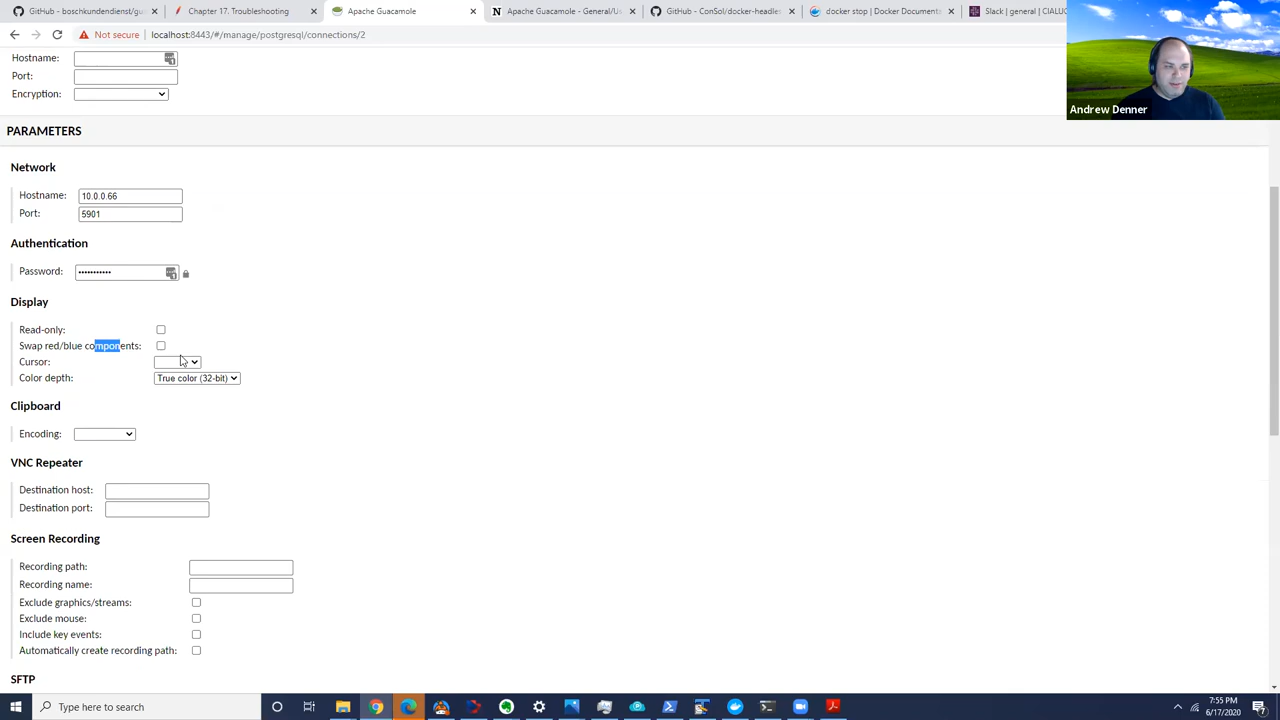 GitHub - boschkundendienst/gu
Chapter 17. Troubleshooting
Apache Guacamole
Apache Guacamole - General/Us
GitHub - ConSol/docker-headles
docker stop | Docker Documenta
Slack | general | CIALUG
Not secure
localhost:8443/#/manage/postgresql/connections/2
Hostname:
Port:
Encryption:
Andrew Denner
PARAMETERS
Network
Hostname: 10.0.0.66
Port: 5901
Authentication
Password: •••••••••••
Display
Read-only:
Swap red/blue components:
Cursor:
Color depth: True color (32-bit)
Clipboard
Encoding:
VNC Repeater
Destination host:
Destination port:
Screen Recording
Recording path:
Recording name:
Exclude graphics/streams:
Exclude mouse:
Include key events:
Automatically create recording path:
SFTP
Type here to search
7:55 PM
6/17/2020